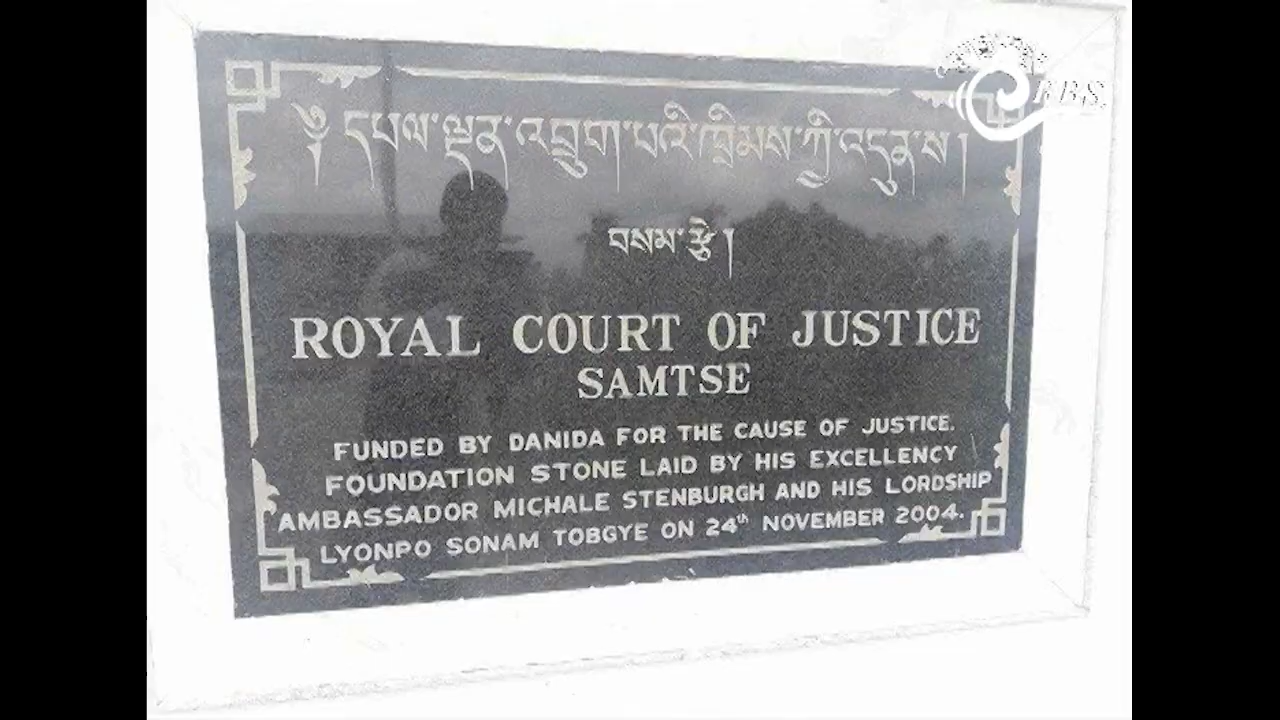 BBS
༄ དཔལ་ལྡན་འབྲུག་པའི་ཁྲིམས་ཀྱི་འདུན་ས།
བསམ་རྩེ།
ROYAL COURT OF JUSTICE
SAMTSE
FUNDED BY DANIDA FOR THE CAUSE OF JUSTICE.
FOUNDATION STONE LAID BY HIS EXCELLENCY
AMBASSADOR MICHALE STENBURGH AND HIS LORDSHIP
LYONPO SONAM TOBGYE ON 24th NOVEMBER 2004.